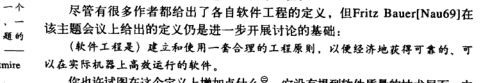 一个
尽管有很多作者都给出了各自软件工程的定义，但Fritz Bauer[Nau69]在
、一
该主题会议上给出的定义仍是进一步开展讨论的基础：
题的
（软件工程是）建立和使用一套合理的工程原则，以便经济地获得可靠的、可
以在实际机器上高效运行的软件。
mire